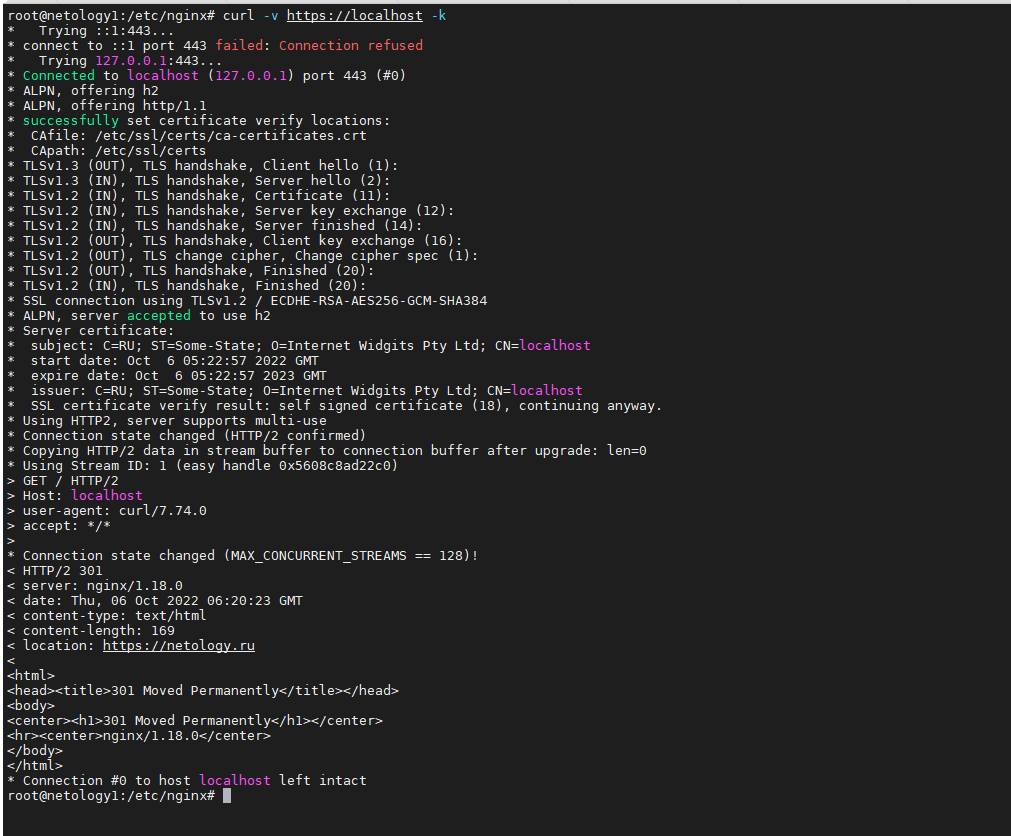 root@netology1:/etc/nginx# curl -v https://localhost -k
*   Trying ::1:443...
* connect to ::1 port 443 failed: Connection refused
*   Trying 127.0.0.1:443...
* Connected to localhost (127.0.0.1) port 443 (#0)
* ALPN, offering h2
* ALPN, offering http/1.1
* successfully set certificate verify locations:
*  CAfile: /etc/ssl/certs/ca-certificates.crt
*  CApath: /etc/ssl/certs
* TLSv1.3 (OUT), TLS handshake, Client hello (1):
* TLSv1.3 (IN), TLS handshake, Server hello (2):
* TLSv1.2 (IN), TLS handshake, Certificate (11):
* TLSv1.2 (IN), TLS handshake, Server key exchange (12):
* TLSv1.2 (IN), TLS handshake, Server finished (14):
* TLSv1.2 (OUT), TLS handshake, Client key exchange (16):
* TLSv1.2 (OUT), TLS change cipher, Change cipher spec (1):
* TLSv1.2 (OUT), TLS handshake, Finished (20):
* TLSv1.2 (IN), TLS handshake, Finished (20):
* SSL connection using TLSv1.2 / ECDHE-RSA-AES256-GCM-SHA384
* ALPN, server accepted to use h2
* Server certificate:
*  subject: C=RU; ST=Some-State; O=Internet Widgits Pty Ltd; CN=localhost
*  start date: Oct  6 05:22:57 2022 GMT
*  expire date: Oct  6 05:22:57 2023 GMT
*  issuer: C=RU; ST=Some-State; O=Internet Widgits Pty Ltd; CN=localhost
*  SSL certificate verify result: self signed certificate (18), continuing anyway.
* Using HTTP2, server supports multi-use
* Connection state changed (HTTP/2 confirmed)
* Copying HTTP/2 data in stream buffer to connection buffer after upgrade: len=0
* Using Stream ID: 1 (easy handle 0x5608c8ad22c0)
> GET / HTTP/2
> Host: localhost
> user-agent: curl/7.74.0
> accept: */*
>
* Connection state changed (MAX_CONCURRENT_STREAMS == 128)!
< HTTP/2 301
< server: nginx/1.18.0
< date: Thu, 06 Oct 2022 06:20:23 GMT
< content-type: text/html
< content-length: 169
< location: https://netology.ru
<
<html>
<head><title>301 Moved Permanently</title></head>
<body>
<center><h1>301 Moved Permanently</h1></center>
<hr><center>nginx/1.18.0</center>
</body>
</html>
* Connection #0 to host localhost left intact
root@netology1:/etc/nginx#